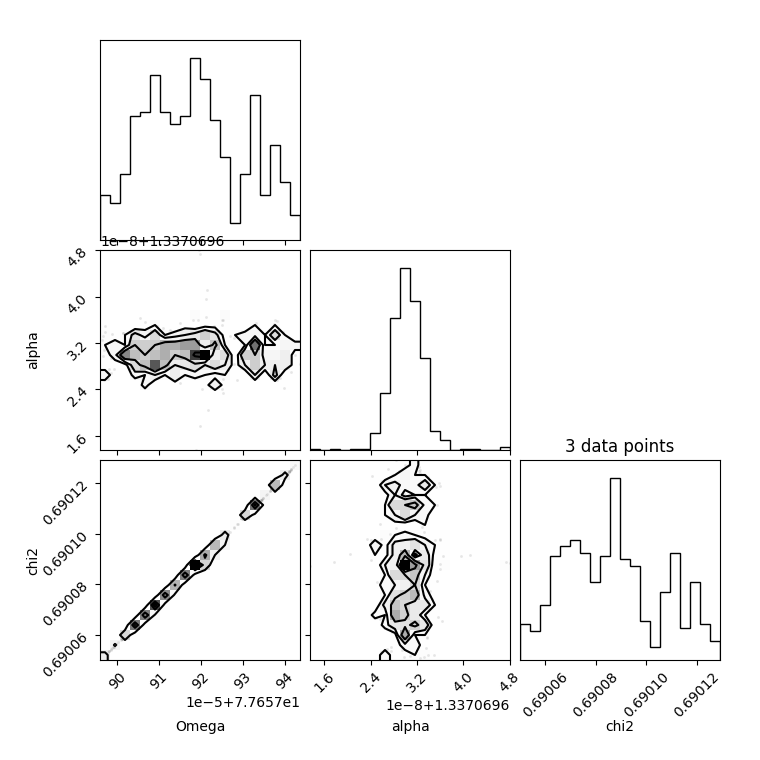 1e−8+1.3370696
4.8
4.0
3.2
2.4
1.6
alpha
3 data points
0.69012
0.69010
0.69008
0.69006
chi2
90 91 92 93 94
1.6 2.4 3.2 4.0 4.8
0.69006 0.69008 0.69010 0.69012
1e−5+7.7657e1
1e−8+1.3370696
Omega alpha chi2